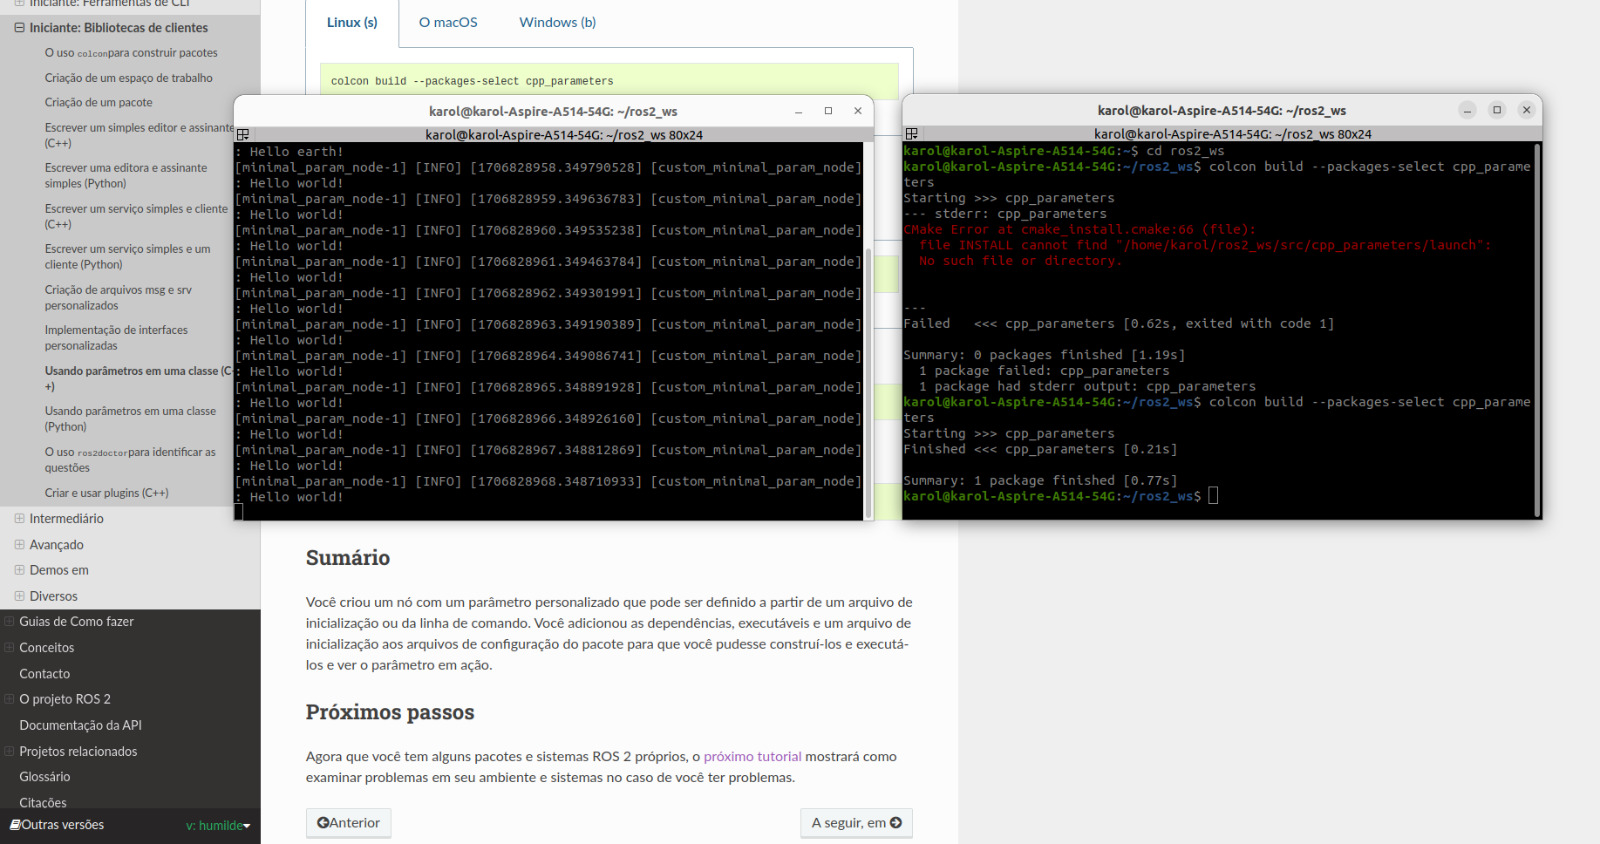 Iniciante: Ferramentas de CLI
Iniciante: Bibliotecas de clientes
O uso colconpara construir pacotes
Criação de um espaço de trabalho
Criação de um pacote
Escrever um simples editor e assinante
(C++)
Escrever uma editora e assinante
simples (Python)
Escrever um serviço simples e cliente
(C++)
Escrever um serviço simples e um
cliente (Python)
Criação de arquivos msg e srv
personalizados
Implementação de interfaces
personalizadas
Usando parâmetros em uma classe (C
+)
Usando parâmetros em uma classe
(Python)
O uso ros2doctorpara identificar as
questões
Criar e usar plugins (C++)
Intermediário
Avançado
Demos em
Diversos
Guias de Como fazer
Conceitos
Contacto
O projeto ROS 2
Documentação da API
Projetos relacionados
Glossário
Citações
Outras versões
v: humilde
Linux (s)
O macOS
Windows (b)
colcon build --packages-select cpp_parameters
karol@karol-Aspire-A514-54G: ~/ros2_ws
karol@karol-Aspire-A514-54G: ~/ros2_ws 80x24
: Hello earth!
[minimal_param_node-1] [INFO] [1706828958.349790528] [custom_minimal_param_node]
: Hello world!
[minimal_param_node-1] [INFO] [1706828959.349636783] [custom_minimal_param_node]
: Hello world!
[minimal_param_node-1] [INFO] [1706828960.349535238] [custom_minimal_param_node]
: Hello world!
[minimal_param_node-1] [INFO] [1706828961.349463784] [custom_minimal_param_node]
: Hello world!
[minimal_param_node-1] [INFO] [1706828962.349301991] [custom_minimal_param_node]
: Hello world!
[minimal_param_node-1] [INFO] [1706828963.349190389] [custom_minimal_param_node]
: Hello world!
[minimal_param_node-1] [INFO] [1706828964.349086741] [custom_minimal_param_node]
: Hello world!
[minimal_param_node-1] [INFO] [1706828965.348891928] [custom_minimal_param_node]
: Hello world!
[minimal_param_node-1] [INFO] [1706828966.348926160] [custom_minimal_param_node]
: Hello world!
[minimal_param_node-1] [INFO] [1706828967.348812869] [custom_minimal_param_node]
: Hello world!
[minimal_param_node-1] [INFO] [1706828968.348710933] [custom_minimal_param_node]
: Hello world!
karol@karol-Aspire-A514-54G: ~/ros2_ws
karol@karol-Aspire-A514-54G: ~/ros2_ws 80x24
karol@karol-Aspire-A514-54G:~$ cd ros2_ws
karol@karol-Aspire-A514-54G:~/ros2_ws$ colcon build --packages-select cpp_parame
ters
Starting >>> cpp_parameters
--- stderr: cpp_parameters
CMake Error at cmake_install.cmake:66 (file):
file INSTALL cannot find "/home/karol/ros2_ws/src/cpp_parameters/launch":
No such file or directory.
---
Failed <<< cpp_parameters [0.62s, exited with code 1]
Summary: 0 packages finished [1.19s]
1 package failed: cpp_parameters
1 package had stderr output: cpp_parameters
karol@karol-Aspire-A514-54G:~/ros2_ws$ colcon build --packages-select cpp_parame
ters
Starting >>> cpp_parameters
Finished <<< cpp_parameters [0.21s]
Summary: 1 package finished [0.77s]
karol@karol-Aspire-A514-54G:~/ros2_ws$
Sumário
Você criou um nó com um parâmetro personalizado que pode ser definido a partir de um arquivo de
inicialização ou da linha de comando. Você adicionou as dependências, executáveis e um arquivo de
inicialização aos arquivos de configuração do pacote para que você pudesse construí-los e executá-
los e ver o parâmetro em ação.
Próximos passos
Agora que você tem alguns pacotes e sistemas ROS 2 próprios, o próximo tutorial mostrará como
examinar problemas em seu ambiente e sistemas no caso de você ter problemas.
Anterior
A seguir, em